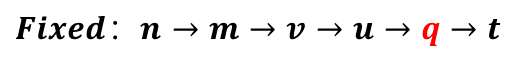 Fixed: n → m → v → u → q → t